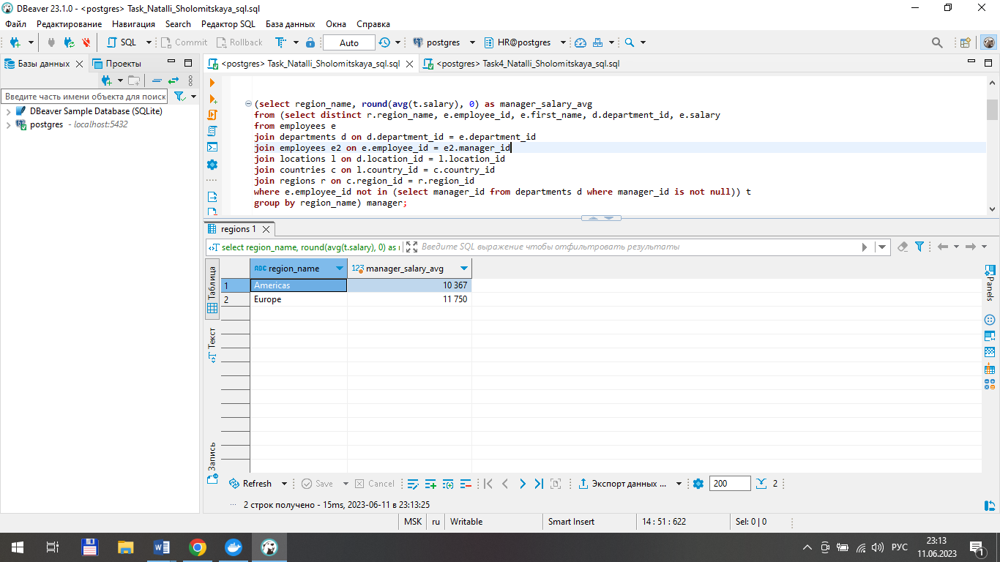 DBeaver 23.1.0 - <postgres> Task_Natalli_Sholomitskaya_sql.sql
Файл Редактирование Навигация Search Редактор SQL База данных Окна Справка
SQL Commit Rollback Auto postgres HR@postgres
Базы данных Проекты
<postgres> Task_Natalli_Sholomitskaya_sql.sql <postgres> Task4_Natalli_Sholomitskaya_sql.sql
Введите часть имени объекта для поиск
DBeaver Sample Database (SQLite)
postgres - localhost:5432
(select region_name, round(avg(t.salary), 0) as manager_salary_avg
from (select distinct r.region_name, e.employee_id, e.first_name, d.department_id, e.salary
from employees e
join departments d on d.department_id = e.department_id
join employees e2 on e.employee_id = e2.manager_id
join locations l on d.location_id = l.location_id
join countries c on l.country_id = c.country_id
join regions r on c.region_id = r.region_id
where e.employee_id not in (select manager_id from departments d where manager_id is not null)) t
group by region_name) manager;
regions 1
select region_name, round(avg(t.salary), 0) as Введите SQL выражение чтобы отфильтровать результаты
Таблица
Текст
Запись
ABC region_name 123 manager_salary_avg
1 Americas 10 367
2 Europe 11 750
Panels
Refresh Save Cancel Экспорт данных ... 200 2
2 строк получено - 15ms, 2023-06-11 в 23:13:25
MSK ru Writable Smart Insert 14 : 51 : 622 Sel: 0 | 0
W РУС 23:13
11.06.2023
1